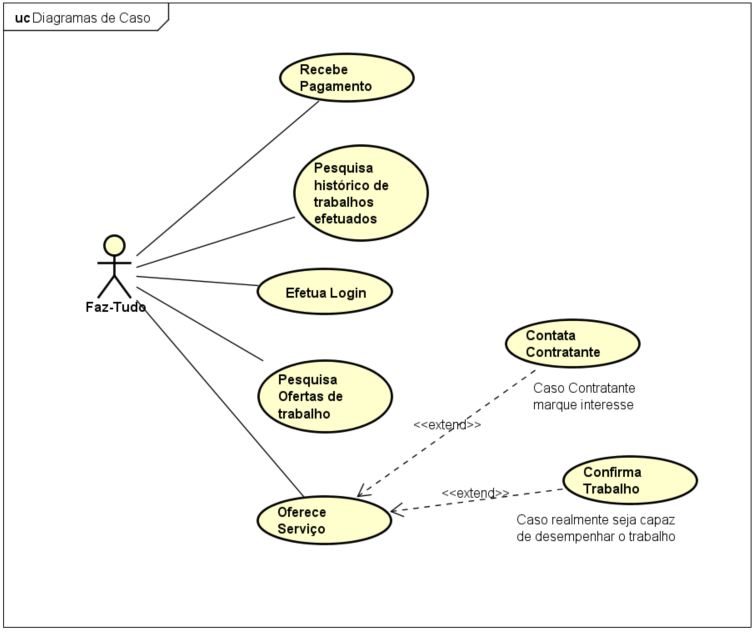 uc Diagramas de Caso
Recebe
Pagamento
Pesquisa
histórico de
trabalhos
efetuados
Faz-Tudo
Efetua Login
Pesquisa
Ofertas de
trabalho
Contata
Contratante
Caso Contratante
marque interesse
<<extend>>
Confirma
Trabalho
<<extend>>
Caso realmente seja capaz
de desempenhar o trabalho
Oferece
Serviço